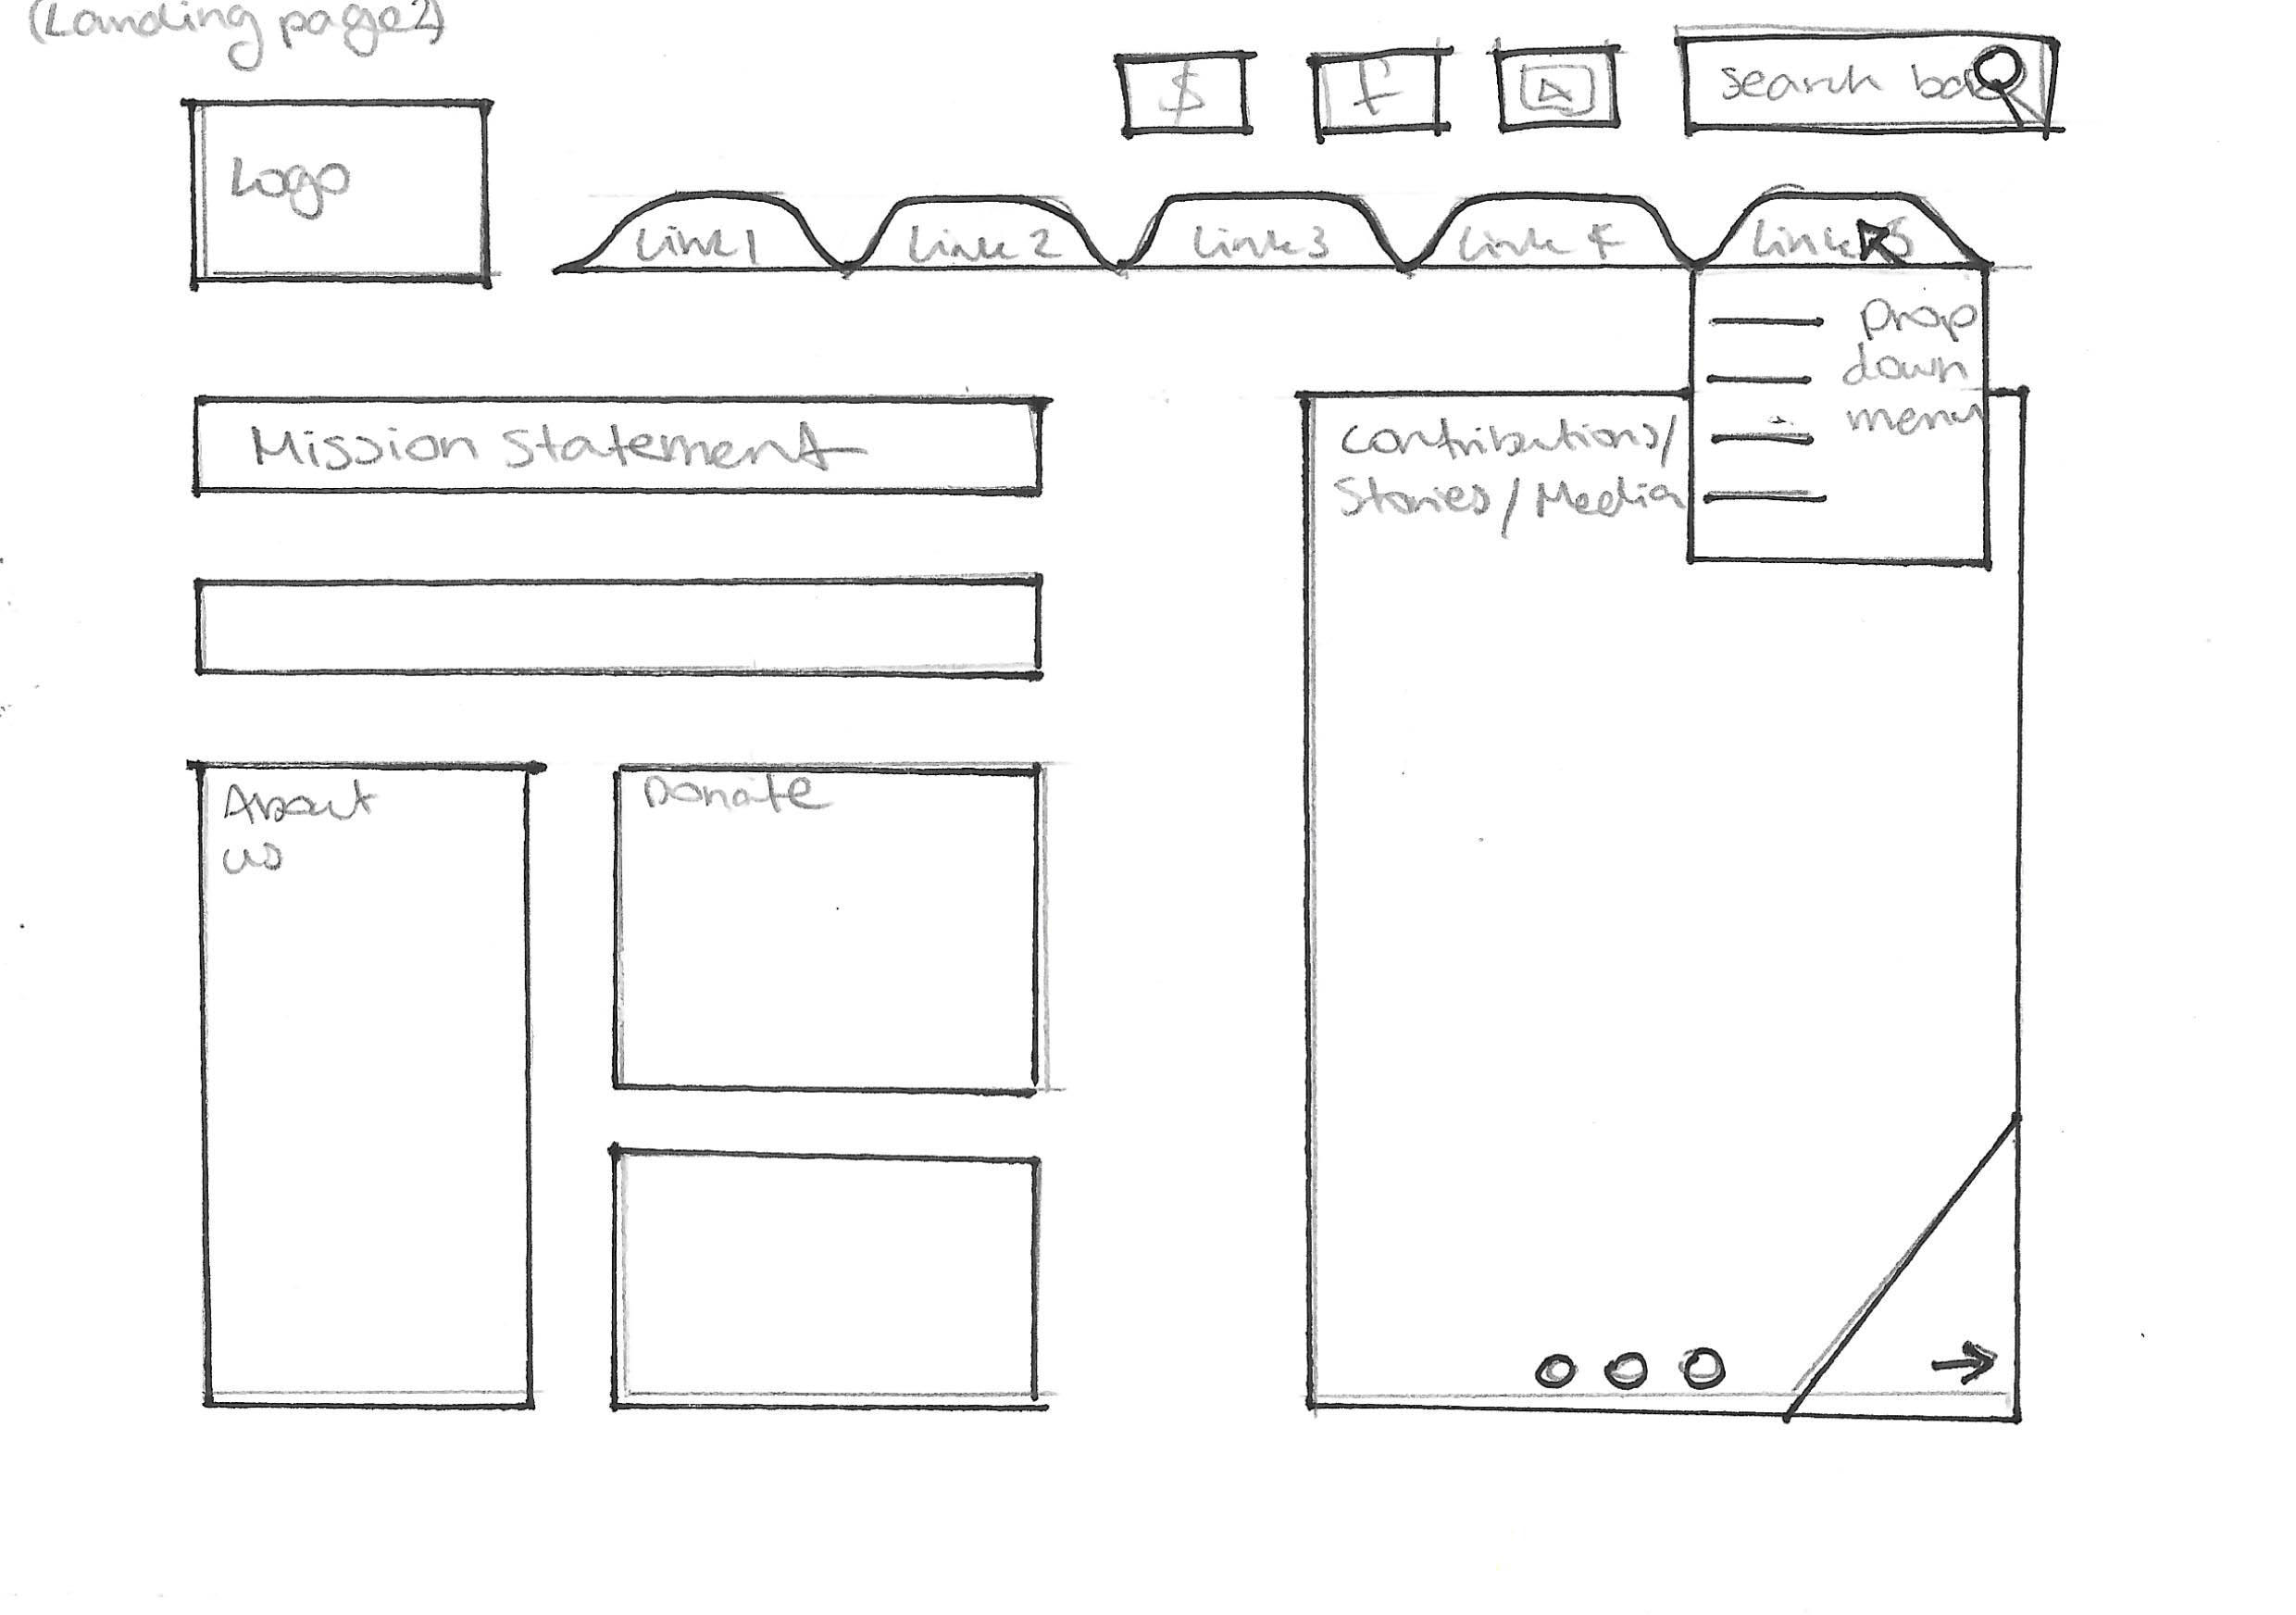 (Landing page 2)
$ f search bar
Logo
Link 1 Link 2 Link 3 Link 4 Link 5
Drop
down
menu
Mission Statement
Contributions/
Stories / Media
About
us
Donate